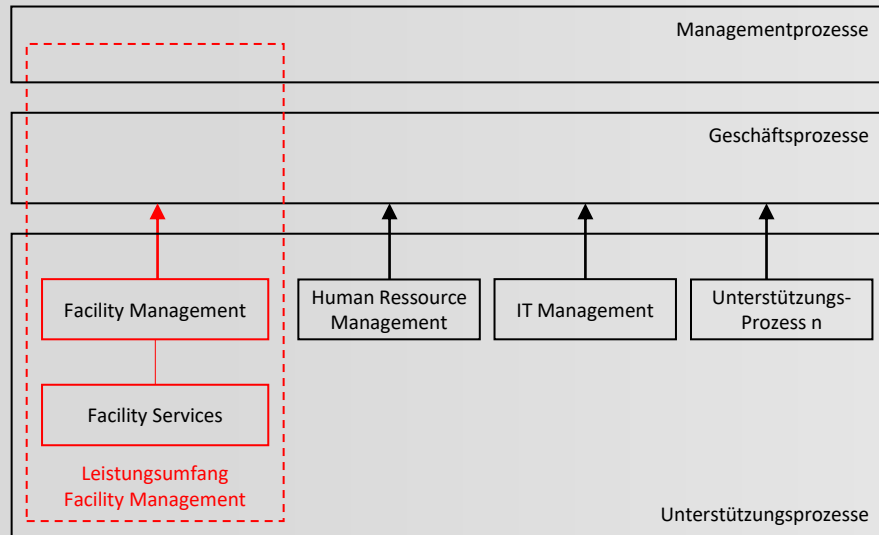 Managementprozesse
Geschäftsprozesse
Facility Management
Human Ressource
Management
IT Management
Unterstützungs-
Prozess n
Facility Services
Leistungsumfang
Facility Management
Unterstützungsprozesse